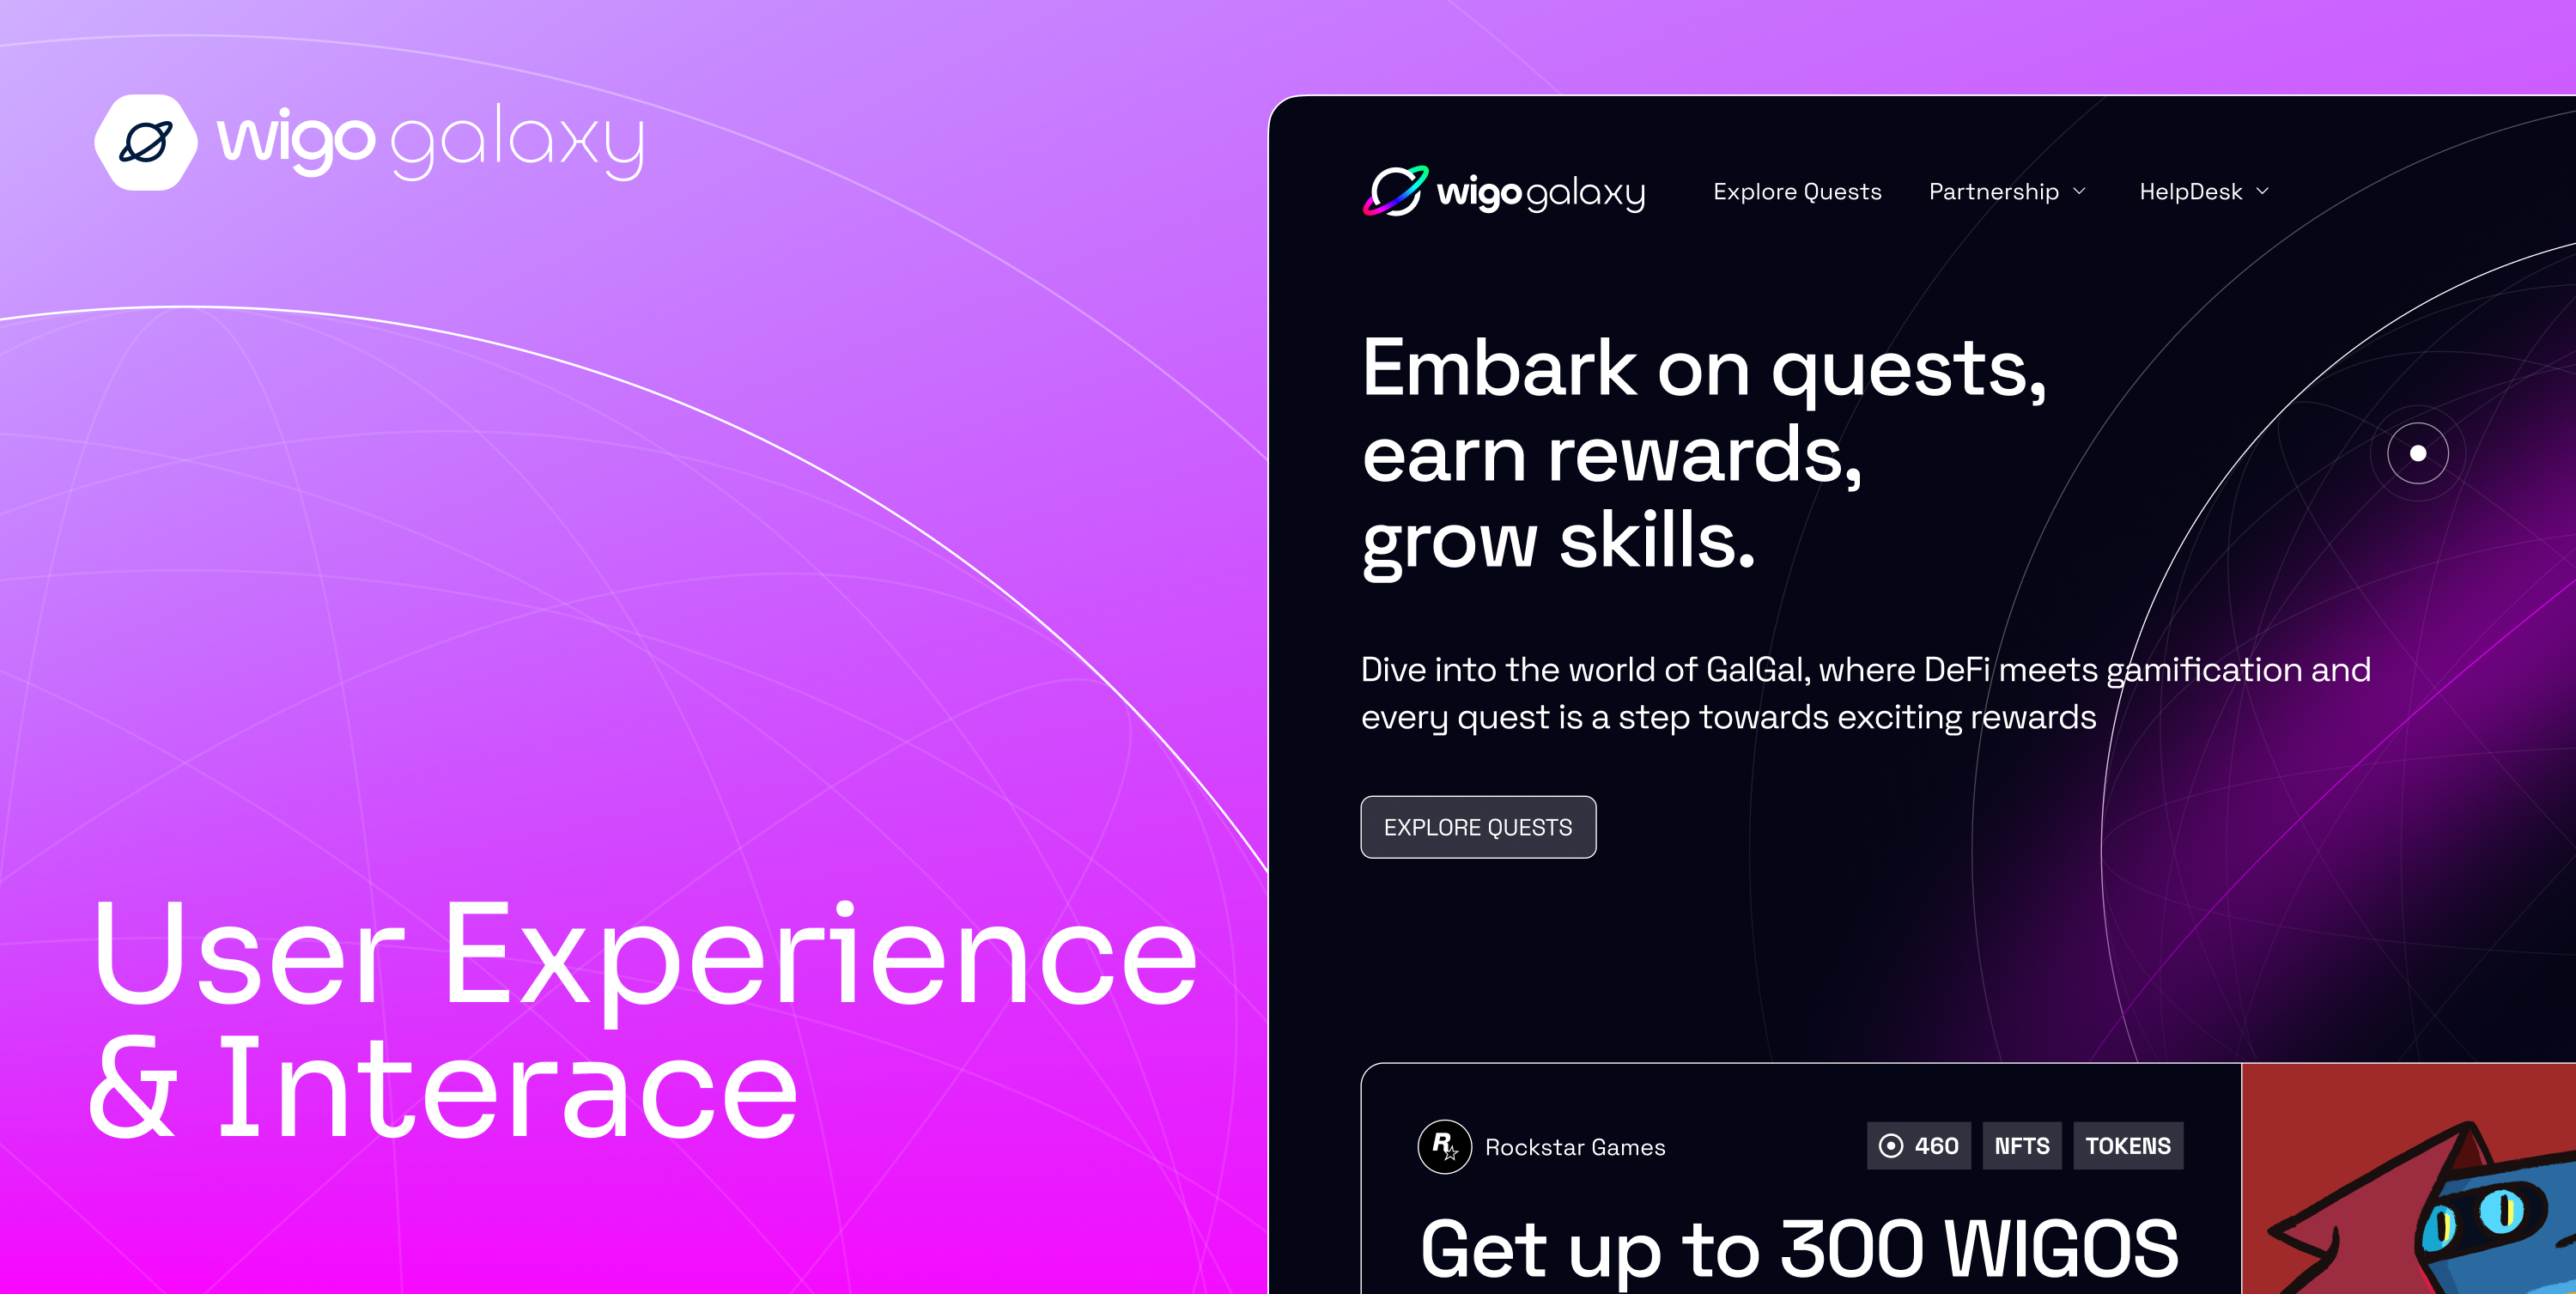 wigo galaxy
User Experience
& Interace
wigo galaxy
Explore Quests
Partnership
HelpDesk
Embark on quests,
earn rewards,
grow skills.
Dive into the world of GalGal, where DeFi meets gamification and
every quest is a step towards exciting rewards
EXPLORE QUESTS
R
Rockstar Games
460
NFTS
TOKENS
Get up to 300 WIGOS